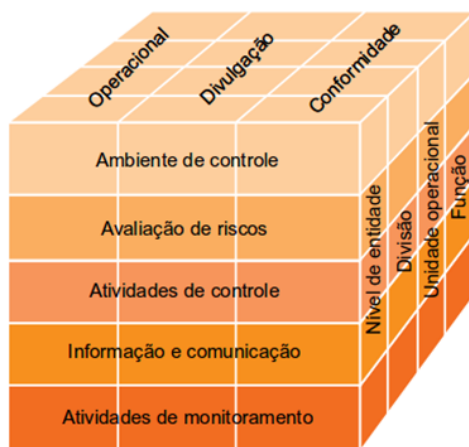 Operacional
Divulgação
Conformidade
Ambiente de controle
Avaliação de riscos
Atividades de controle
Informação e comunicação
Atividades de monitoramento
Nível de entidade
Divisão
Unidade operacional
Função